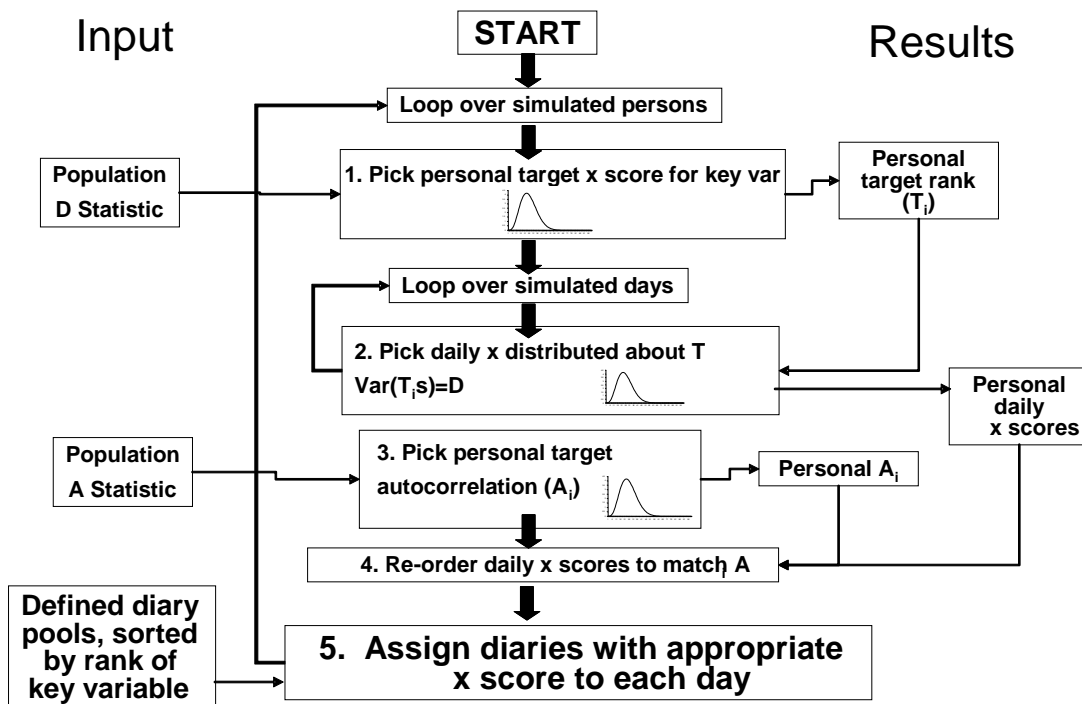 Input
START
Results
Loop over simulated persons
Population
D Statistic
1. Pick personal target x score for key var
Personal
target rank
(Ti)
Loop over simulated days
2. Pick daily x distributed about T
Var(Tis)=D
Personal
daily
x scores
Population
A Statistic
3. Pick personal target
autocorrelation (Ai)
Personal Ai
4. Re-order daily x scores to match Ai
Defined diary
pools, sorted
by rank of
key variable
5. Assign diaries with appropriate
x score to each day